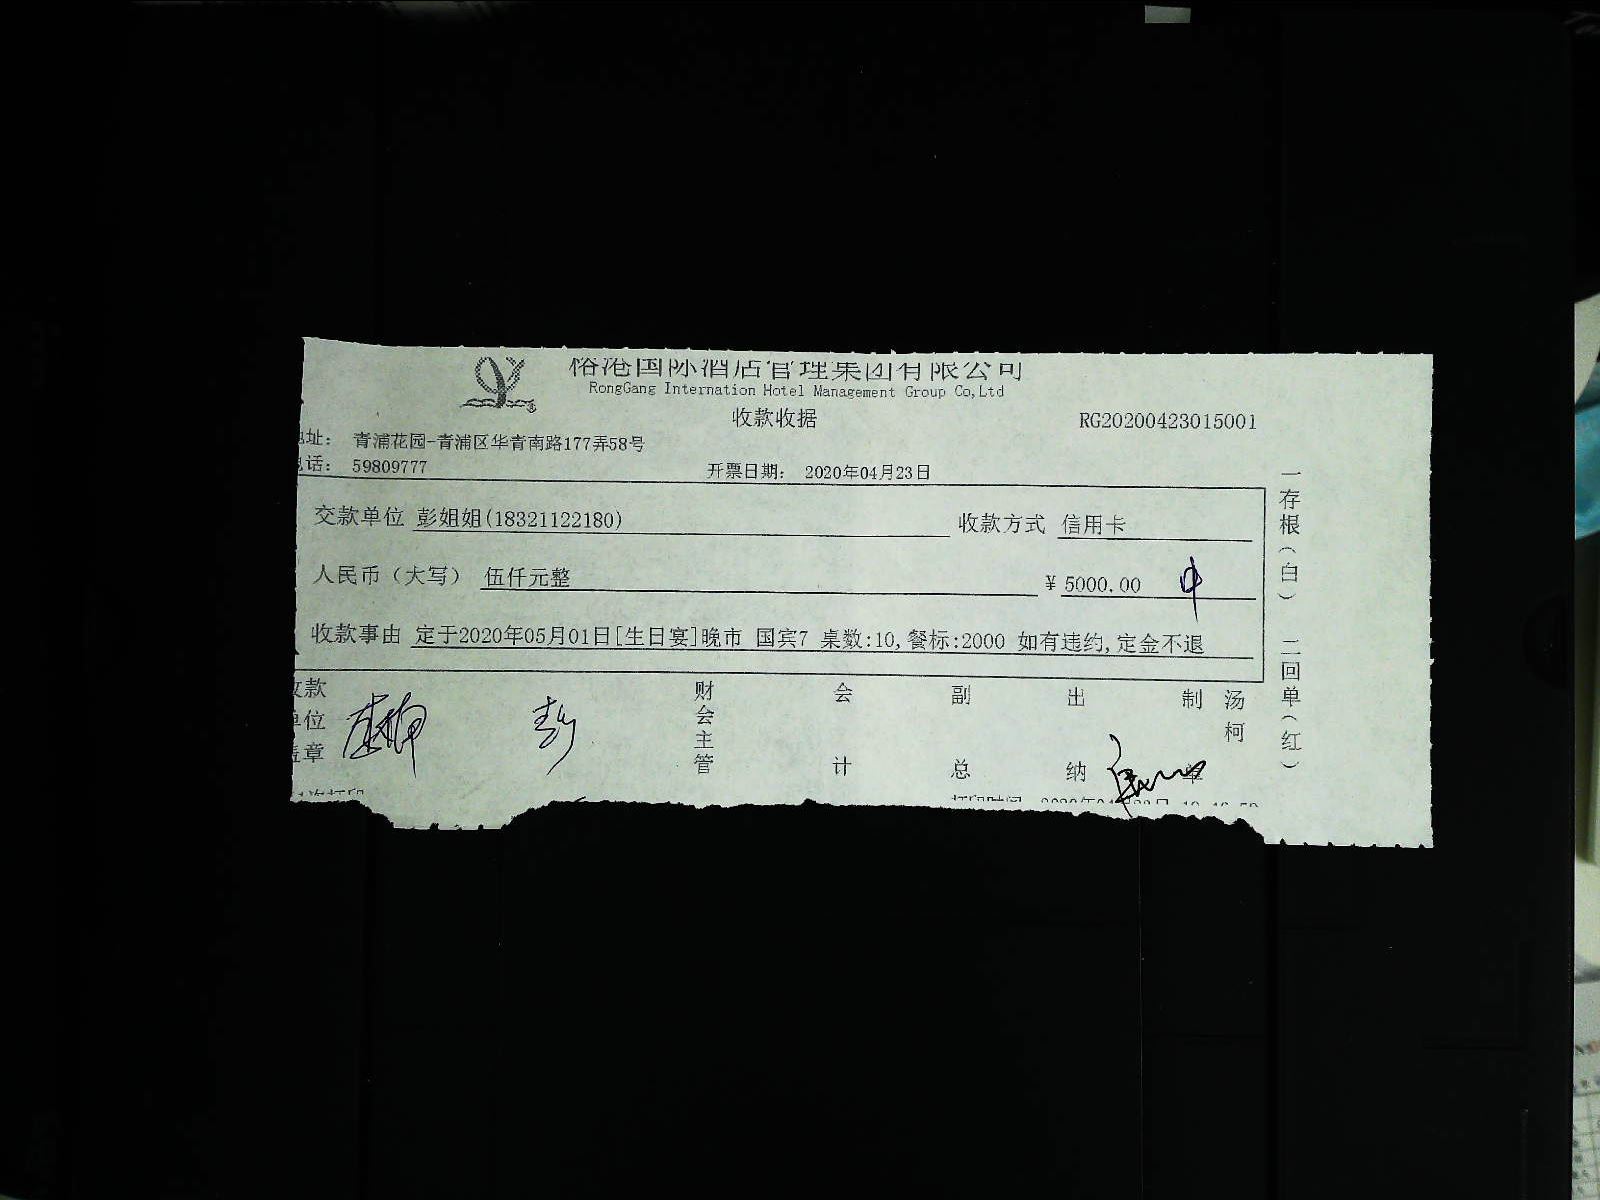 榕港国际酒店管理集团有限公司
RongGang Internation Hotel Management Group Co,Ltd
收款收据
RG20200423015001
地址： 青浦花园-青浦区华青南路177弄58号
电话： 59809777
开票日期： 2020年04月23日
交款单位 彭姐姐(18321122180) 收款方式 信用卡
人民币（大写） 伍仟元整 ¥ 5000.00
收款事由 定于2020年05月01日[生日宴]晚市 国宾7 桌数:10,餐标:2000 如有违约,定金不退
收款单位盖章
财会主管
会计
副总
出纳
制单
汤柯
一存根（白） 二回单（红）